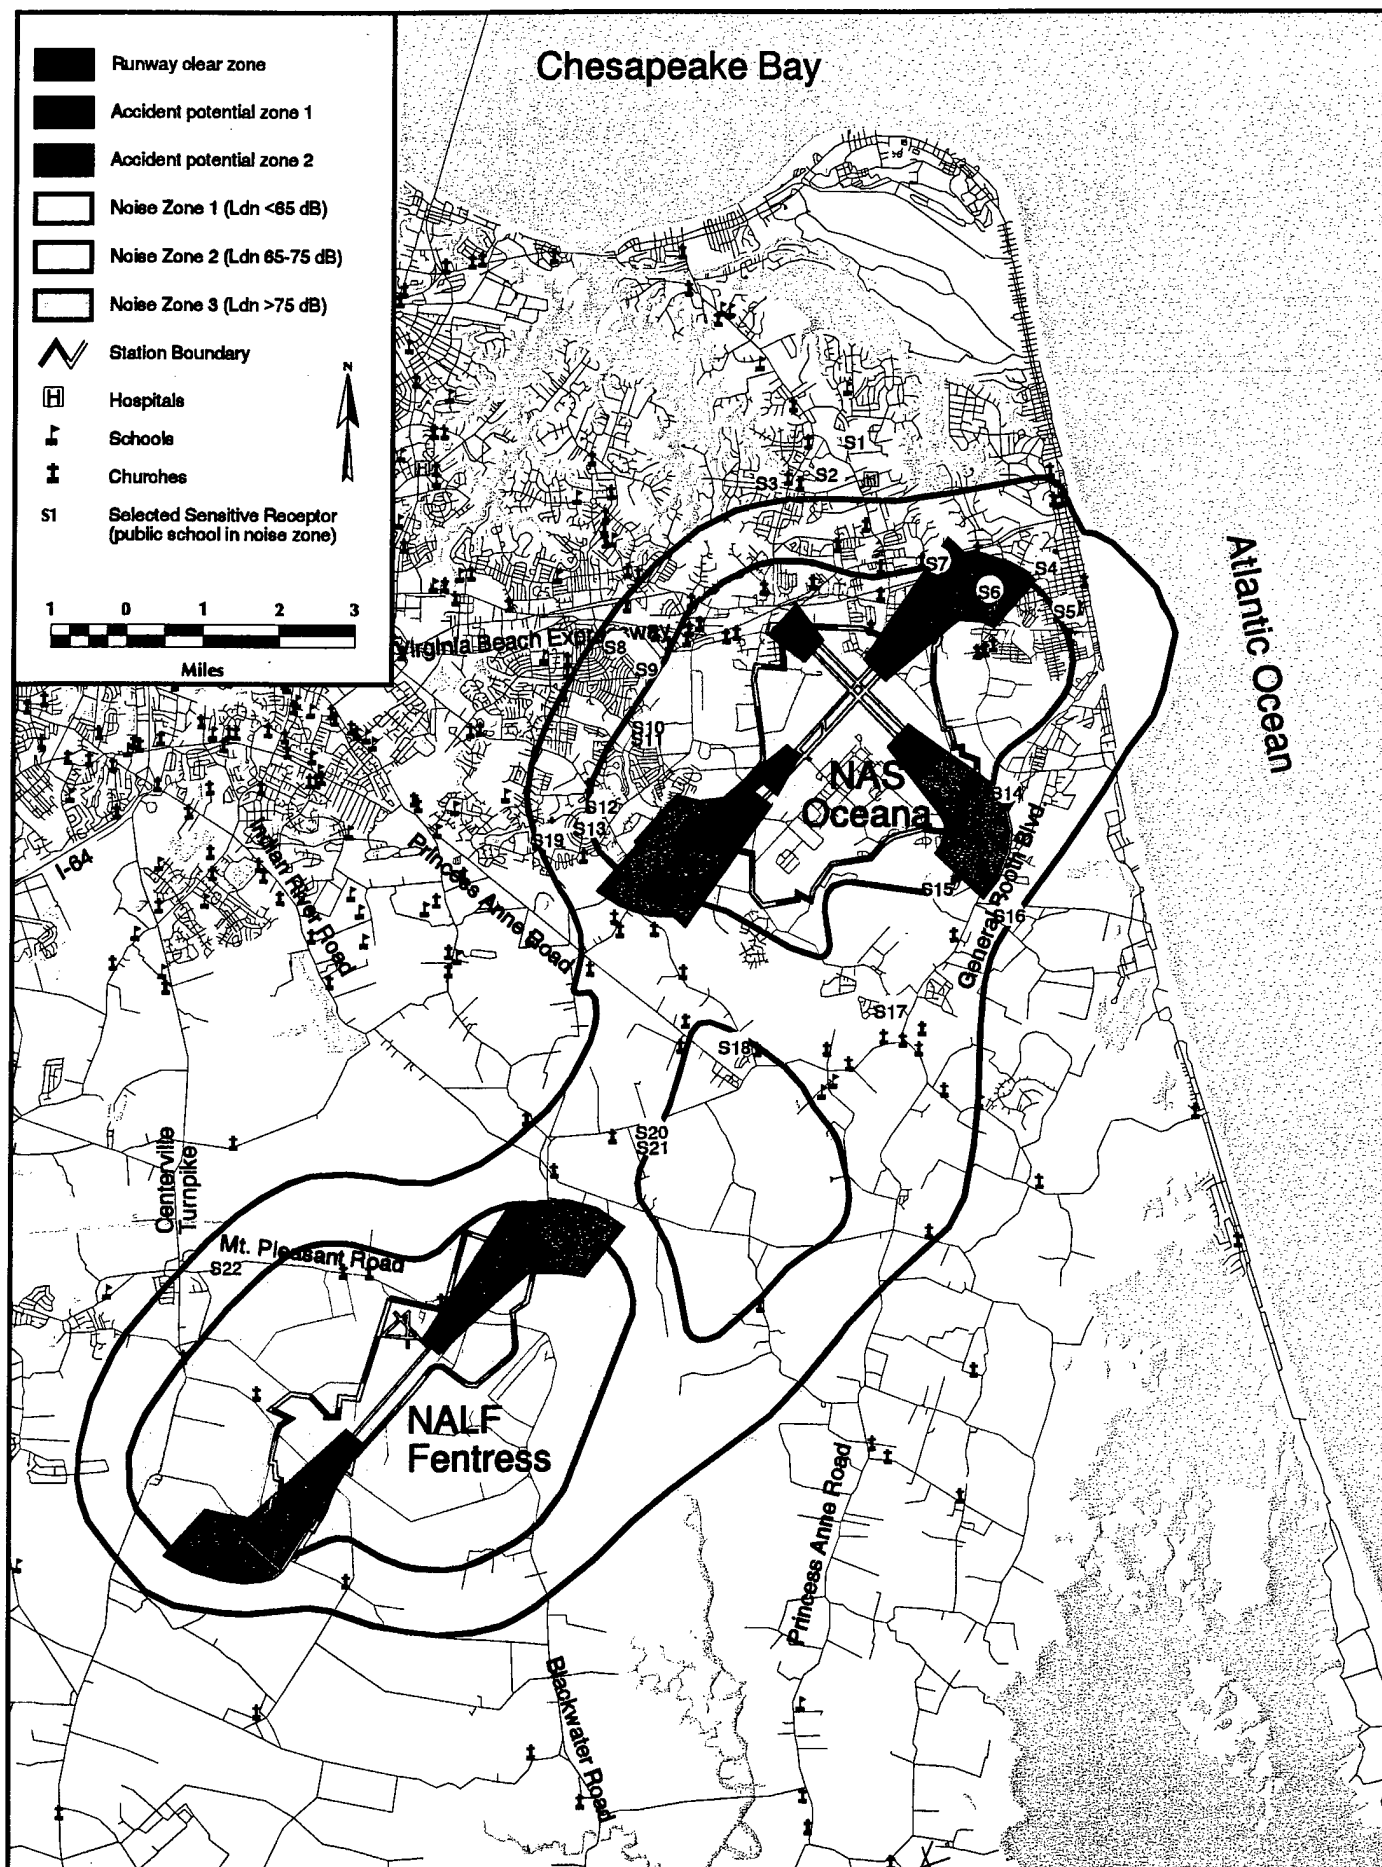 Runway clear zone
Accident potential zone 1
Accident potential zone 2
Noise Zone 1 (Ldn <65 dB)
Noise Zone 2 (Ldn 65-75 dB)
Noise Zone 3 (Ldn >75 dB)
Station Boundary
N
H
Hospitals
Schools
Churches
S1
Selected Sensitive Receptor
(public school in noise zone)
1 0 1 2 3
Miles
Chesapeake Bay
Atlantic Ocean
S1
S2
S3
H
H
S7
S4
S6
S5
Virginia Beach Expressway
S8
S9
S10
S11
NAS
Oceana
S12
S13
S14
S19
S15
S16
General Booth Blvd
I-64
Indian River Road
Princess Anne Road
S17
S18
S20
S21
Centerville
Turnpike
Mt. Pleasant Road
S22
NALF
Fentress
Princess Anne Road
Blackwater Road